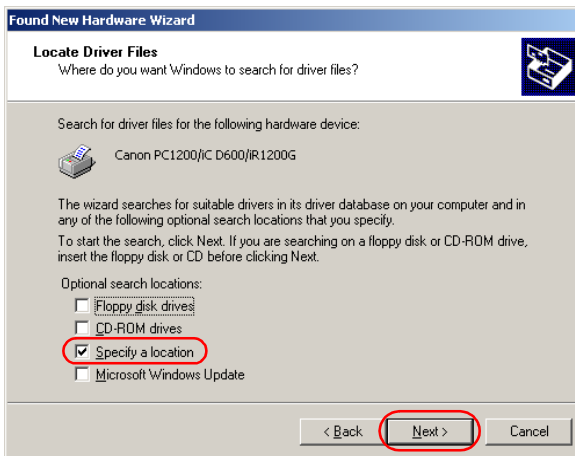 Found New Hardware Wizard
Locate Driver Files
Where do you want Windows to search for driver files?
Search for driver files for the following hardware device:
Canon PC1200/iC D600/iR1200G
The wizard searches for suitable drivers in its driver database on your computer and in
any of the following optional search locations that you specify.
To start the search, click Next. If you are searching on a floppy disk or CD-ROM drive,
insert the floppy disk or CD before clicking Next.
Optional search locations:
Floppy disk drives
CD-ROM drives
Specify a location
Microsoft Windows Update
< Back Next > Cancel